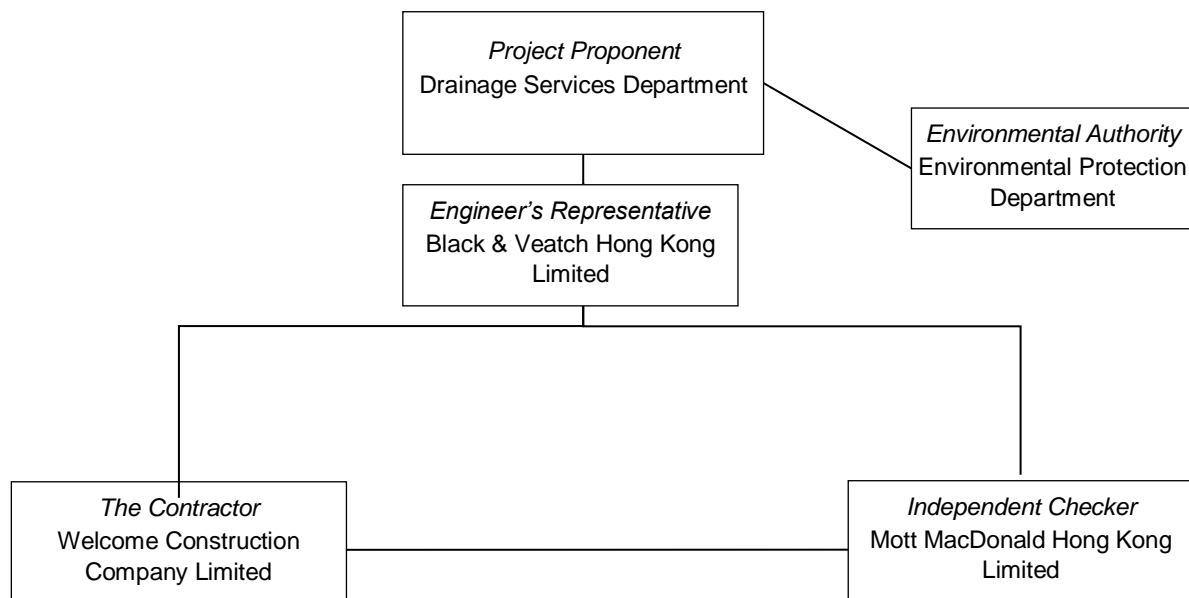 Project Proponent
Drainage Services Department
Environmental Authority
Environmental Protection
Department
Engineer’s Representative
Black & Veatch Hong Kong
Limited
The Contractor
Welcome Construction
Company Limited
Independent Checker
Mott MacDonald Hong Kong
Limited